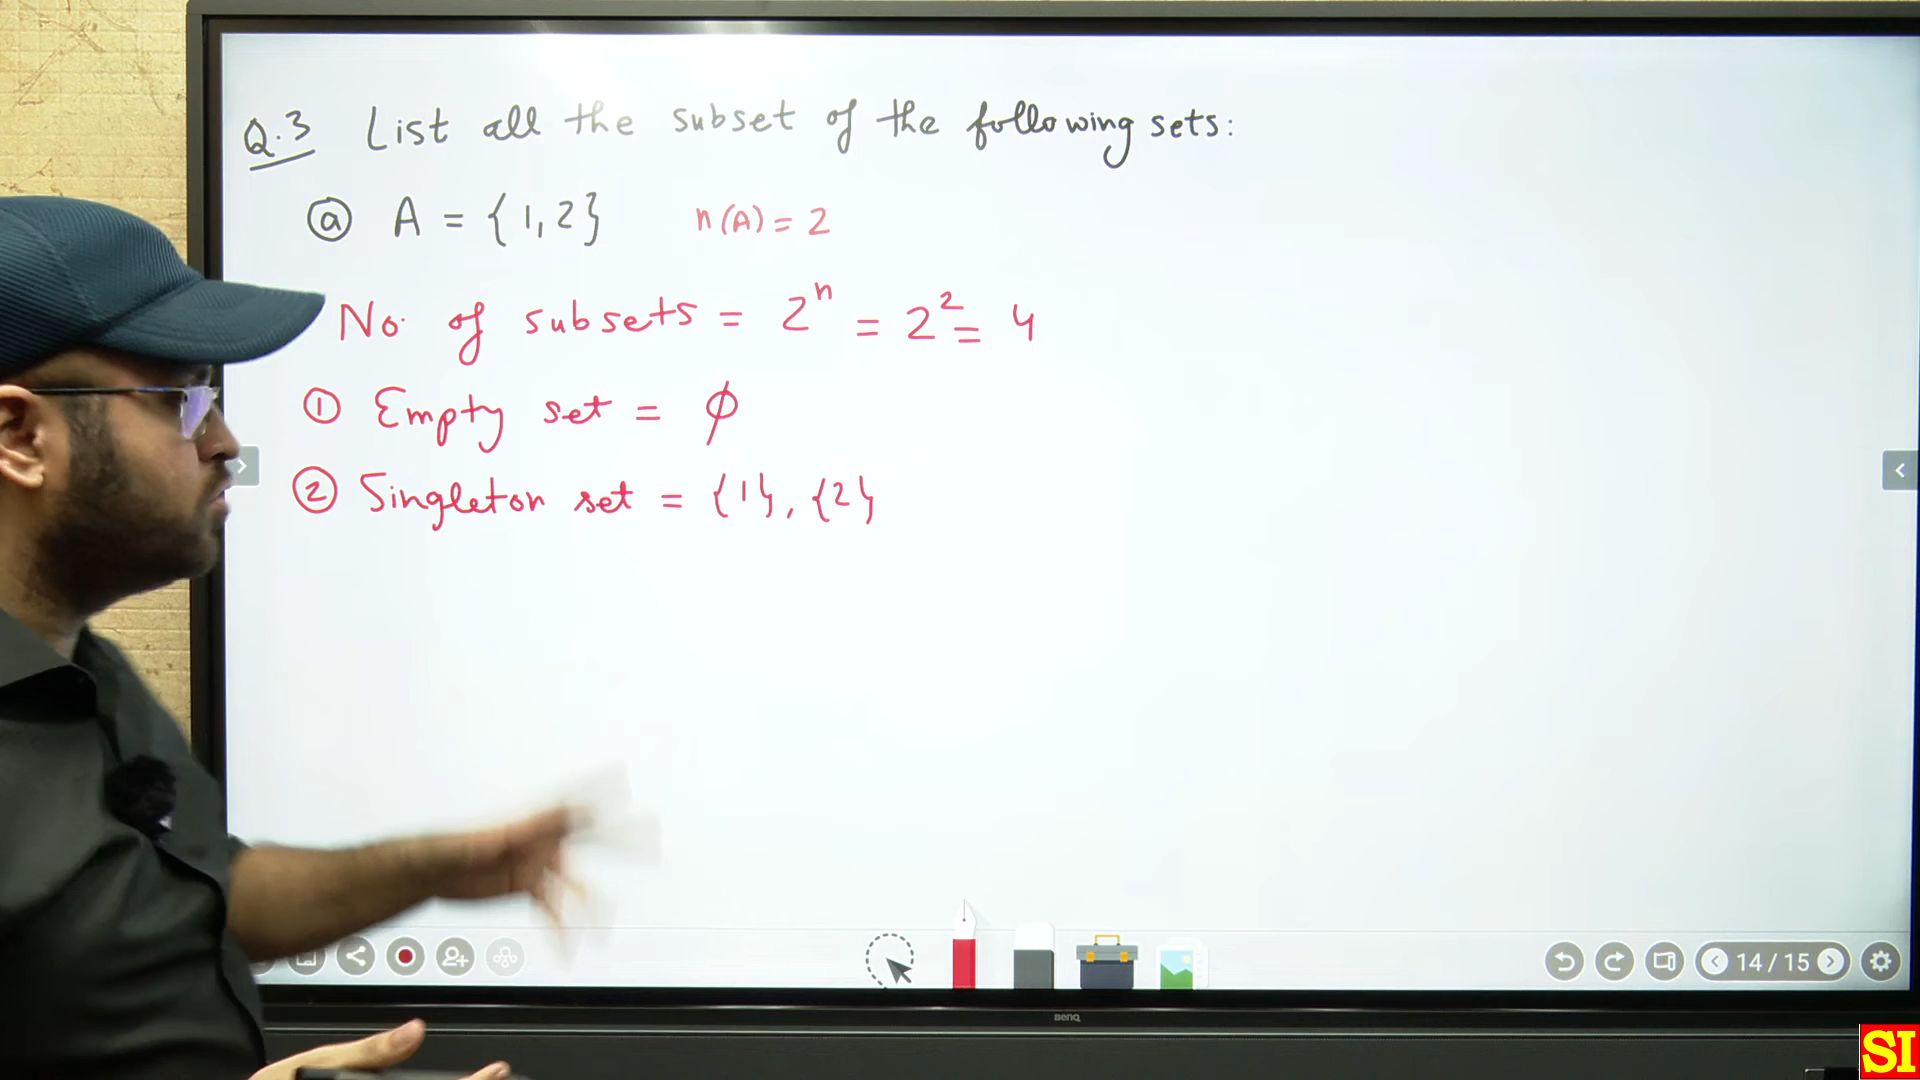 Q.3 List all the subset of the following sets:
ⓐ A = {1,2} n(A) = 2
No. of subsets = 2ⁿ = 2² = 4
① Empty set = ϕ
② Singleton set = {1}, {2}
14 / 15
BenQ
SI